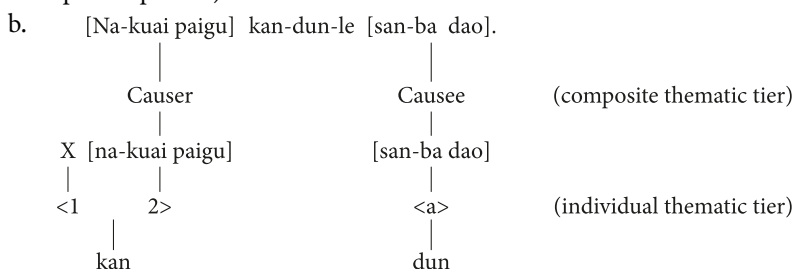 b. [Na-kuai paigu] kan-dun-le [san-ba dao].
Causer Causee (composite thematic tier)
X [na-kuai paigu] [san-ba dao]
<1 2> <a> (individual thematic tier)
kan dun